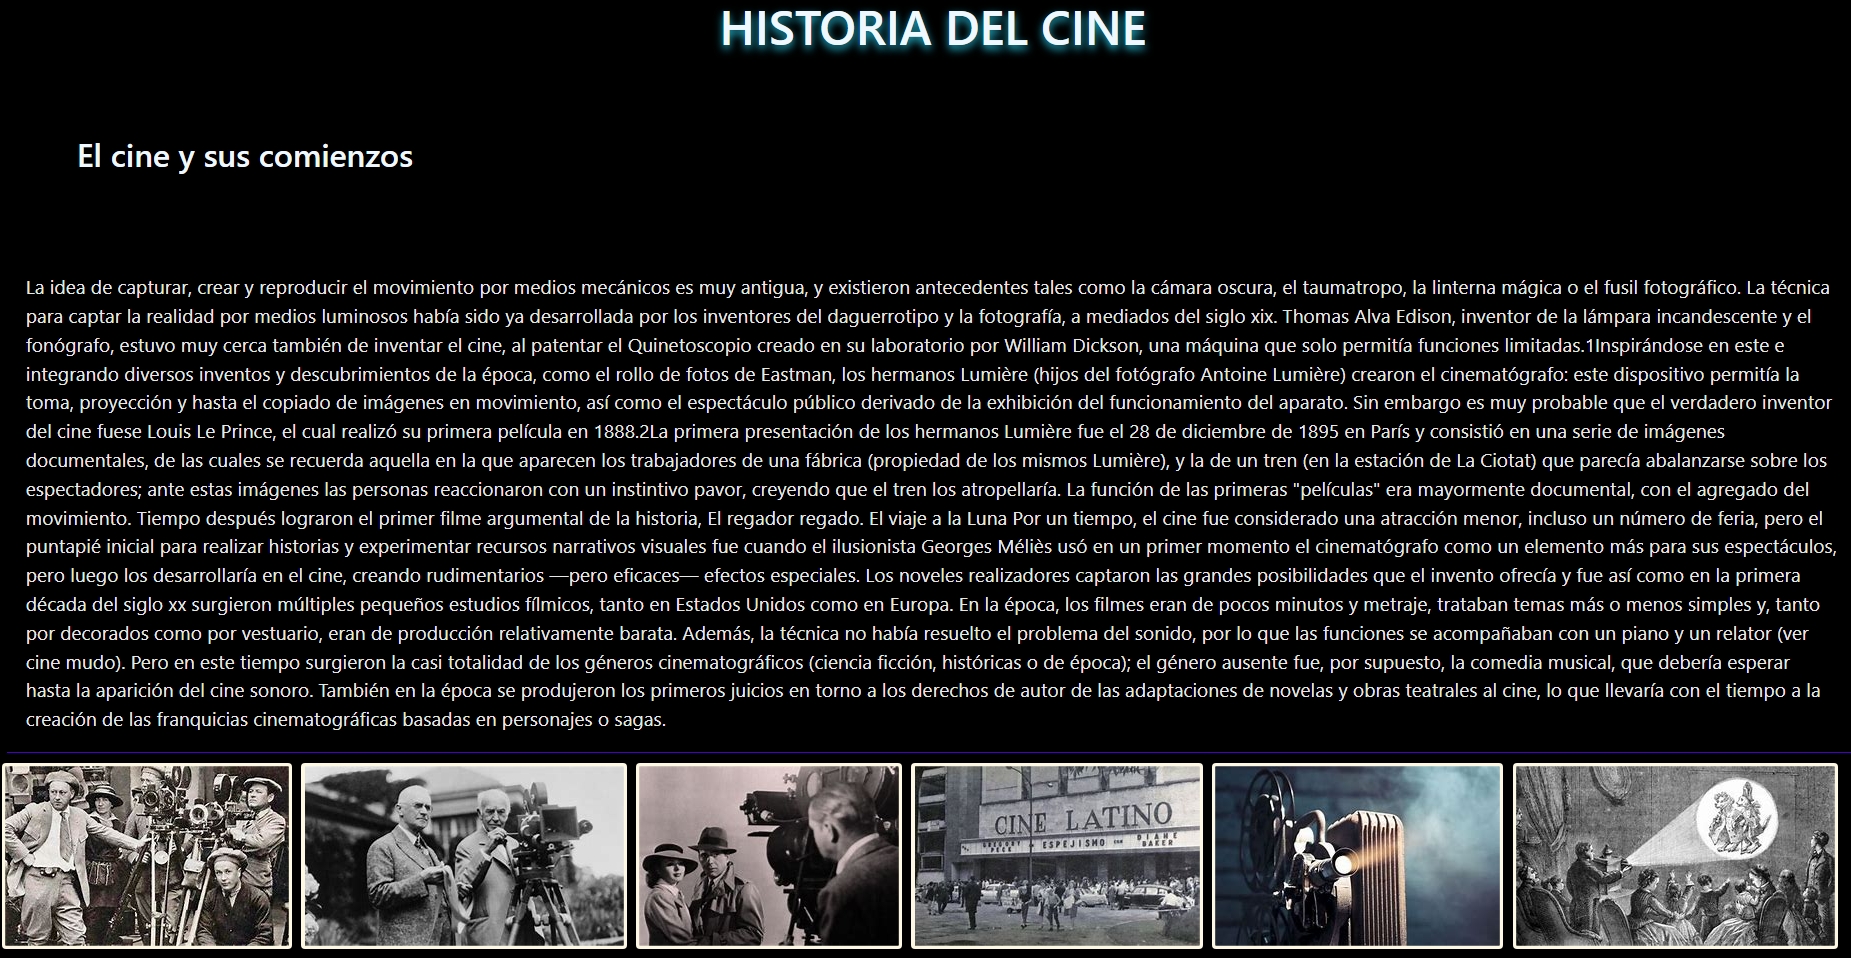 HISTORIA DEL CINE
El cine y sus comienzos
La idea de capturar, crear y reproducir el movimiento por medios mecánicos es muy antigua, y existieron antecedentes tales como la cámara oscura, el taumatropo, la linterna mágica o el fusil fotográfico. La técnica
para captar la realidad por medios luminosos había sido ya desarrollada por los inventores del daguerrotipo y la fotografía, a mediados del siglo xix. Thomas Alva Edison, inventor de la lámpara incandescente y el
fonógrafo, estuvo muy cerca también de inventar el cine, al patentar el Quinetoscopio creado en su laboratorio por William Dickson, una máquina que solo permitía funciones limitadas.1Inspirándose en este e
integrando diversos inventos y descubrimientos de la época, como el rollo de fotos de Eastman, los hermanos Lumière (hijos del fotógrafo Antoine Lumière) crearon el cinematógrafo: este dispositivo permitía la
toma, proyección y hasta el copiado de imágenes en movimiento, así como el espectáculo público derivado de la exhibición del funcionamiento del aparato. Sin embargo es muy probable que el verdadero inventor
del cine fuese Louis Le Prince, el cual realizó su primera película en 1888.2La primera presentación de los hermanos Lumière fue el 28 de diciembre de 1895 en París y consistió en una serie de imágenes
documentales, de las cuales se recuerda aquella en la que aparecen los trabajadores de una fábrica (propiedad de los mismos Lumière), y la de un tren (en la estación de La Ciotat) que parecía abalanzarse sobre los
espectadores; ante estas imágenes las personas reaccionaron con un instintivo pavor, creyendo que el tren los atropellaría. La función de las primeras "películas" era mayormente documental, con el agregado del
movimiento. Tiempo después lograron el primer filme argumental de la historia, El regador regado. El viaje a la Luna Por un tiempo, el cine fue considerado una atracción menor, incluso un número de feria, pero el
puntapié inicial para realizar historias y experimentar recursos narrativos visuales fue cuando el ilusionista Georges Méliès usó en un primer momento el cinematógrafo como un elemento más para sus espectáculos,
pero luego los desarrollaría en el cine, creando rudimentarios —pero eficaces— efectos especiales. Los noveles realizadores captaron las grandes posibilidades que el invento ofrecía y fue así como en la primera
década del siglo xx surgieron múltiples pequeños estudios fílmicos, tanto en Estados Unidos como en Europa. En la época, los filmes eran de pocos minutos y metraje, trataban temas más o menos simples y, tanto
por decorados como por vestuario, eran de producción relativamente barata. Además, la técnica no había resuelto el problema del sonido, por lo que las funciones se acompañaban con un piano y un relator (ver
cine mudo). Pero en este tiempo surgieron la casi totalidad de los géneros cinematográficos (ciencia ficción, históricas o de época); el género ausente fue, por supuesto, la comedia musical, que debería esperar
hasta la aparición del cine sonoro. También en la época se produjeron los primeros juicios en torno a los derechos de autor de las adaptaciones de novelas y obras teatrales al cine, lo que llevaría con el tiempo a la
creación de las franquicias cinematográficas basadas en personajes o sagas.
CINE LATINO
GREGORY PECK EN ESPEJISMO CON DIANE BAKER